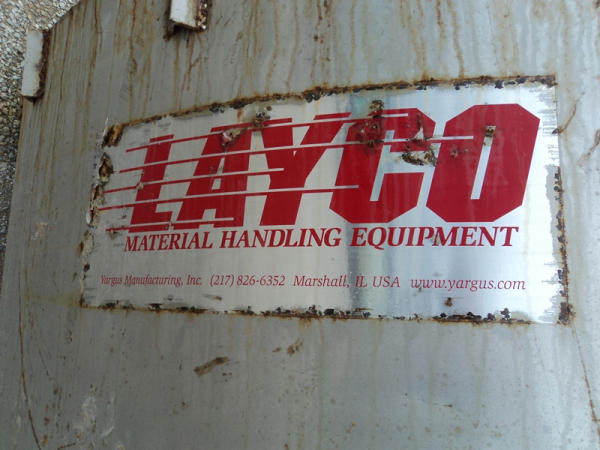 LAYCO
MATERIAL HANDLING EQUIPMENT
Yargus Manufacturing, Inc. (217) 826-6352 Marshall, IL USA www.yargus.com